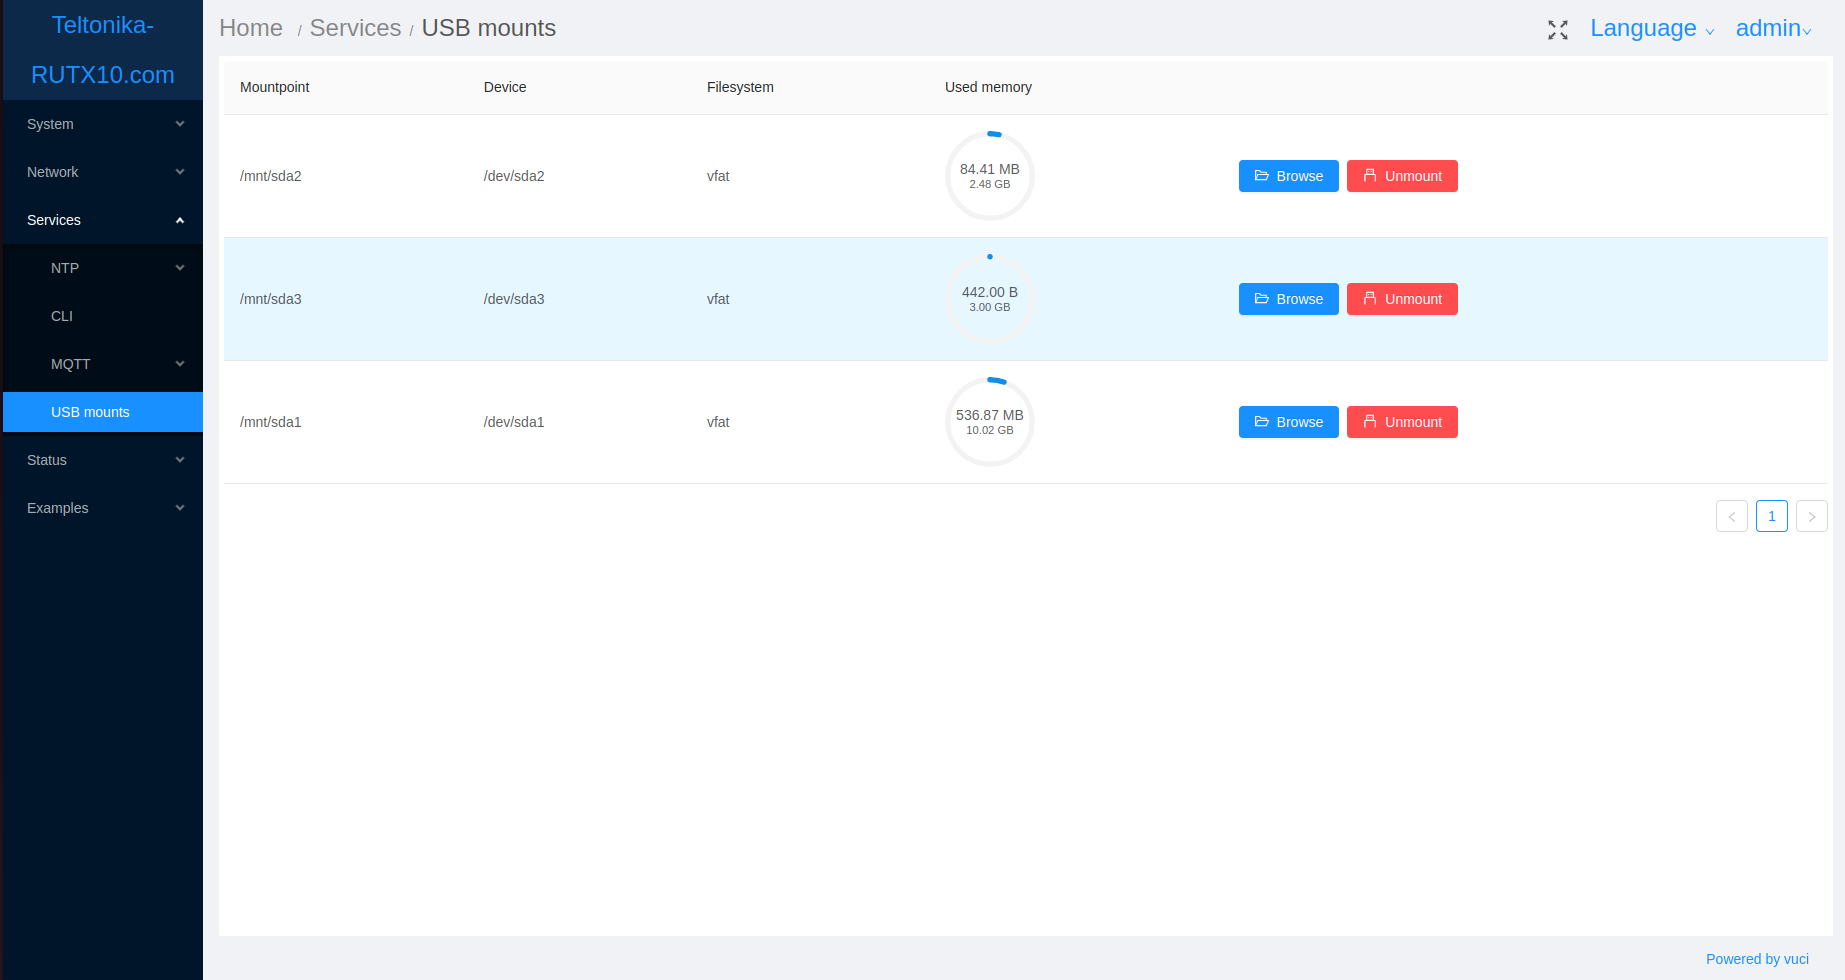 Teltonika-
RUTX10.com
System
Network
Services
NTP
CLI
MQTT
USB mounts
Status
Examples
Home / Services / USB mounts
Language admin
Mountpoint Device Filesystem Used memory
/mnt/sda2 /dev/sda2 vfat 84.41 MB
2.48 GB
Browse Unmount
/mnt/sda3 /dev/sda3 vfat 442.00 B
3.00 GB
Browse Unmount
/mnt/sda1 /dev/sda1 vfat 536.87 MB
10.02 GB
Browse Unmount
< 1 >
Powered by vuci